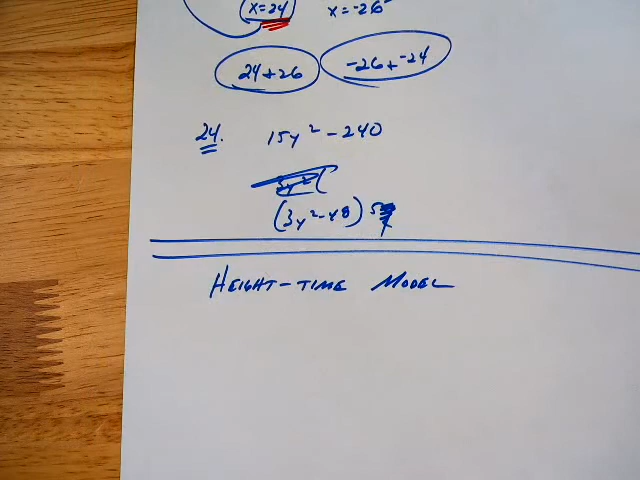 x=24 x=-26
24+26 -26+-24
24. 15y²-240
(3y²-48)5
HEIGHT-TIME MODEL